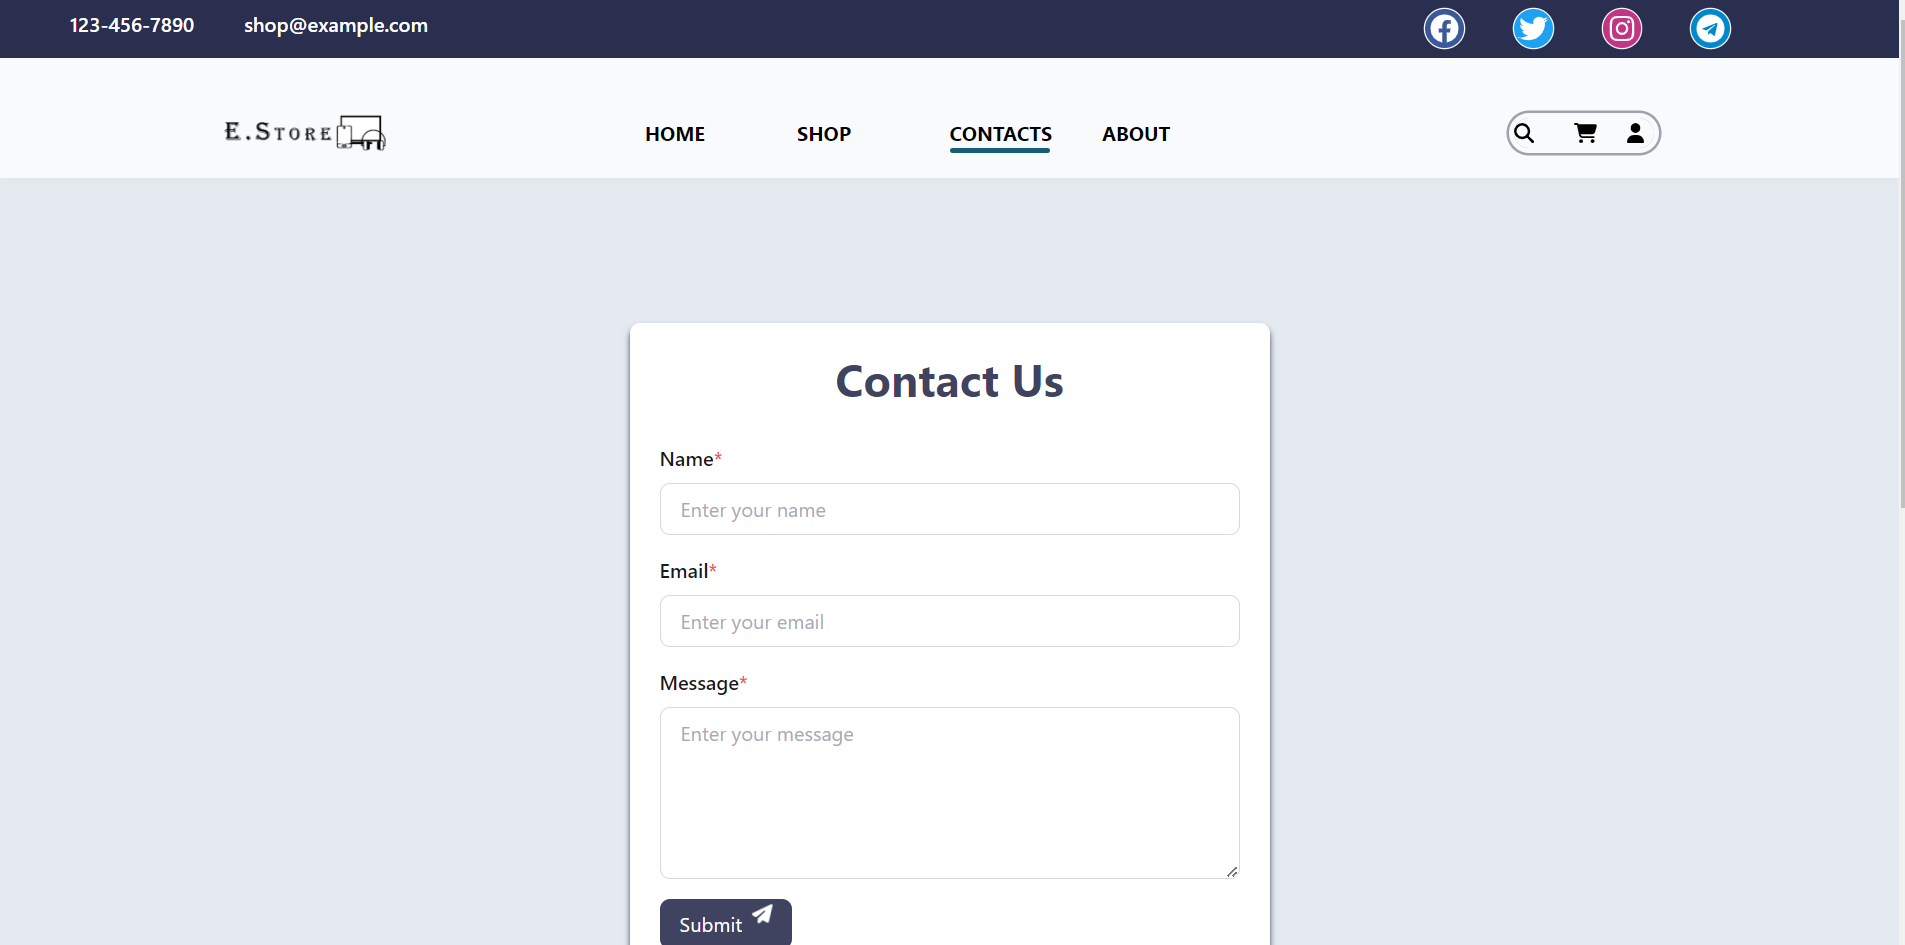 123-456-7890 shop@example.com
E.STORE HOME SHOP CONTACTS ABOUT
Contact Us
Name*
Enter your name
Email*
Enter your email
Message*
Enter your message
Submit